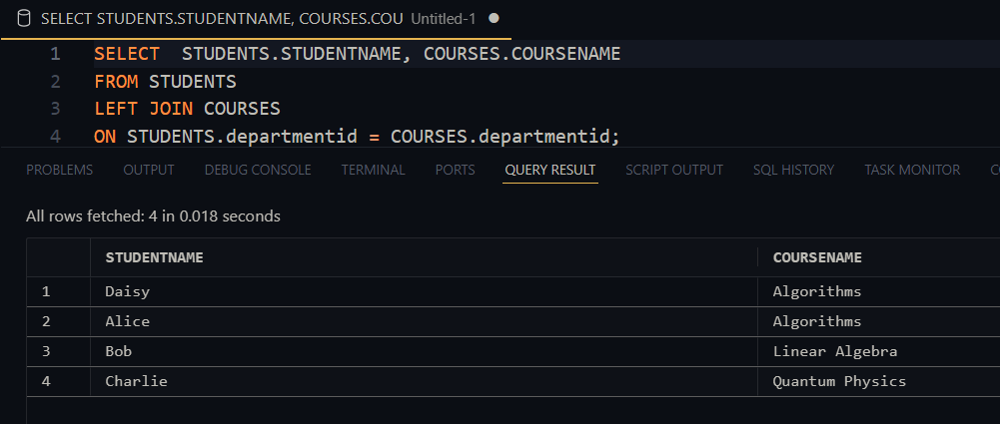 SELECT STUDENTS.STUDENTNAME, COURSES.COU Untitled-1
1 SELECT  STUDENTS.STUDENTNAME, COURSES.COURSENAME
2 FROM STUDENTS
3 LEFT JOIN COURSES
4 ON STUDENTS.departmentid = COURSES.departmentid;
PROBLEMS OUTPUT DEBUG CONSOLE TERMINAL PORTS QUERY RESULT SCRIPT OUTPUT SQL HISTORY TASK MONITOR
All rows fetched: 4 in 0.018 seconds
STUDENTNAME COURSENAME
1 Daisy Algorithms
2 Alice Algorithms
3 Bob Linear Algebra
4 Charlie Quantum Physics